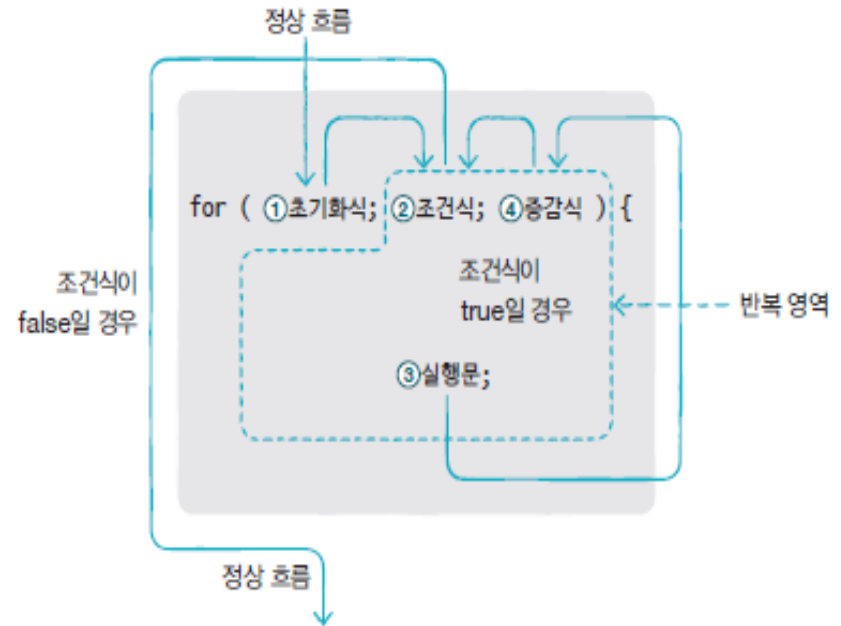 정상 흐름
for ( ①초기화식; ②조건식; ④증감식 ) {
조건식이
false일 경우
조건식이
true일 경우
반복 영역
③실행문;
정상 흐름